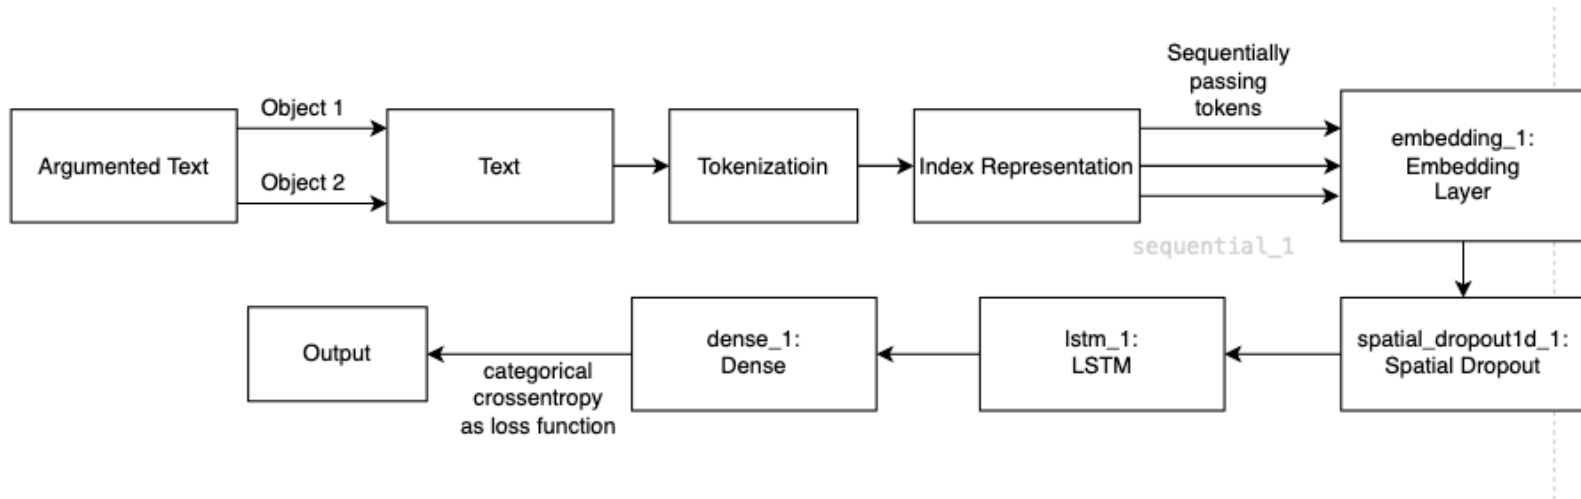 Argumented Text
Object 1
Object 2
Text
Tokenizatioin
Index Representation
Sequentially
passing
tokens
embedding_1:
Embedding
Layer
sequential_1
spatial_dropout1d_1:
Spatial Dropout
lstm_1:
LSTM
dense_1:
Dense
categorical
crossentropy
as loss function
Output